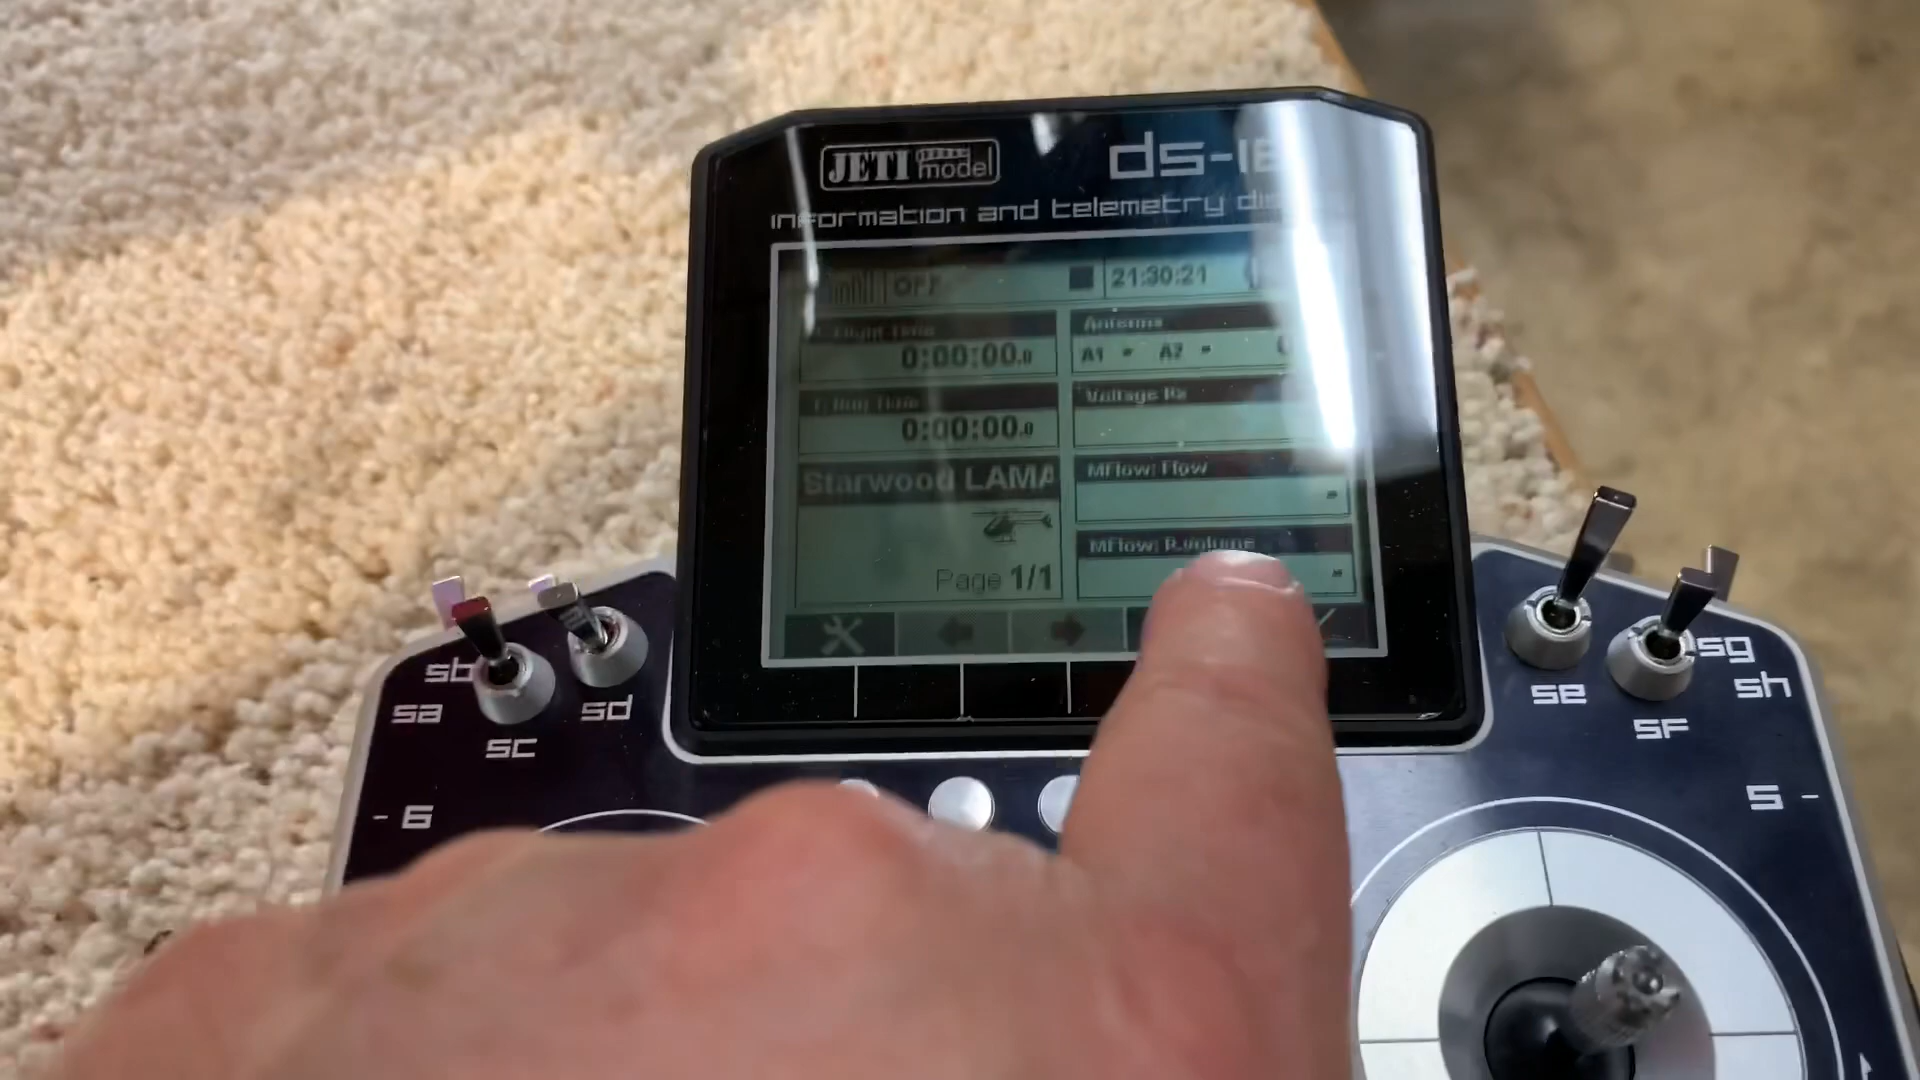 JETI model
ds-16
information and telemetry
OFF
21:30:21
Flight Time
0:00:00.0
Antenna
A1 - A2 -
Run Time
0:00:00.0
Voltage Rx
Starwood LAMA
MFlow: Flow
MFlow: R.volume
Page 1/1
sb
sa
sc
sd
se
sF
sg
sh
- 6
5 -